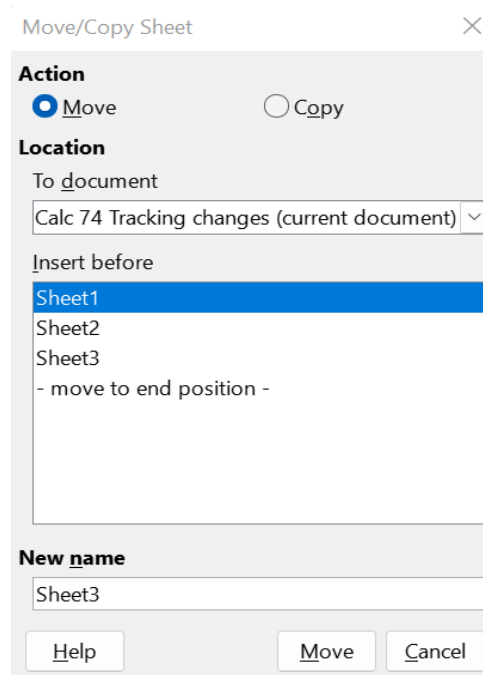 Move/Copy Sheet
Action
Move Copy
Location
To document
Calc 74 Tracking changes (current document)
Insert before
Sheet1
Sheet2
Sheet3
- move to end position -
New name
Sheet3
Help Move Cancel